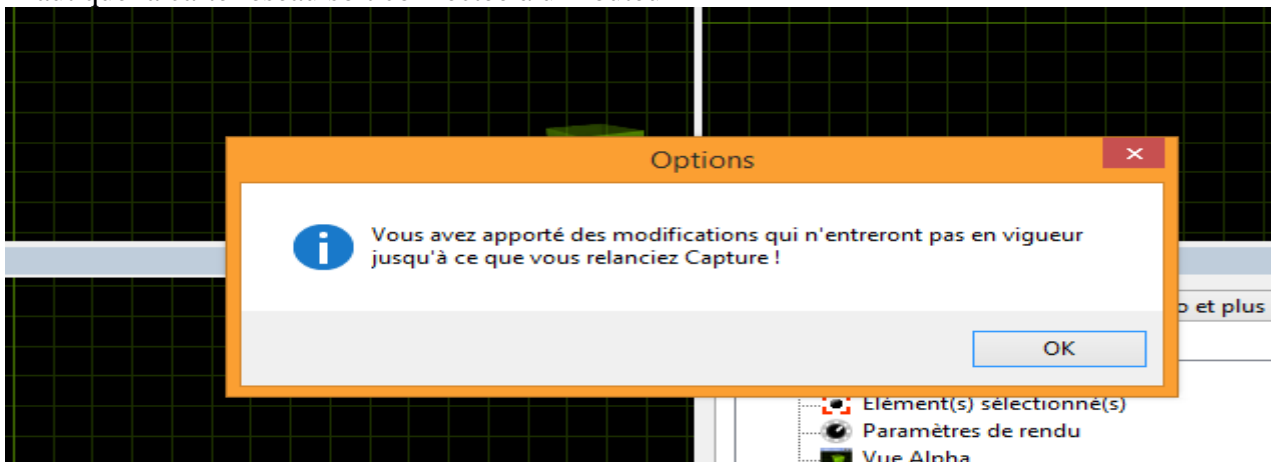 Options
Vous avez apporté des modifications qui n'entreront pas en vigueur
jusqu'à ce que vous relanciez Capture !
et plus
OK
Elément(s) sélectionné(s)
Paramètres de rendu
Vue Alpha